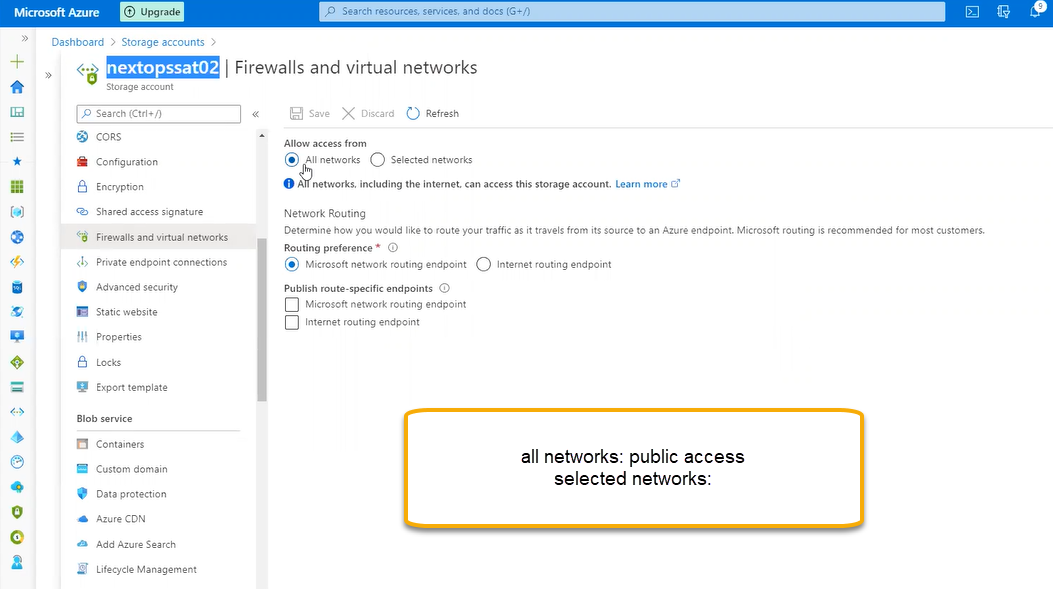 Microsoft Azure
Upgrade
Search resources, services, and docs (G+/)
9
Dashboard > Storage accounts >
nextopssat02 | Firewalls and virtual networks
Storage account
Search (Ctrl+/)
CORS
Configuration
Encryption
Shared access signature
Firewalls and virtual networks
Private endpoint connections
Advanced security
Static website
Properties
Locks
Export template
Blob service
Containers
Custom domain
Data protection
Azure CDN
Add Azure Search
Lifecycle Management
Save Discard Refresh
Allow access from
All networks Selected networks
All networks, including the internet, can access this storage account. Learn more
Network Routing
Determine how you would like to route your traffic as it travels from its source to an Azure endpoint. Microsoft routing is recommended for most customers.
Routing preference *
Microsoft network routing endpoint Internet routing endpoint
Publish route-specific endpoints
Microsoft network routing endpoint
Internet routing endpoint
all networks: public access
selected networks: